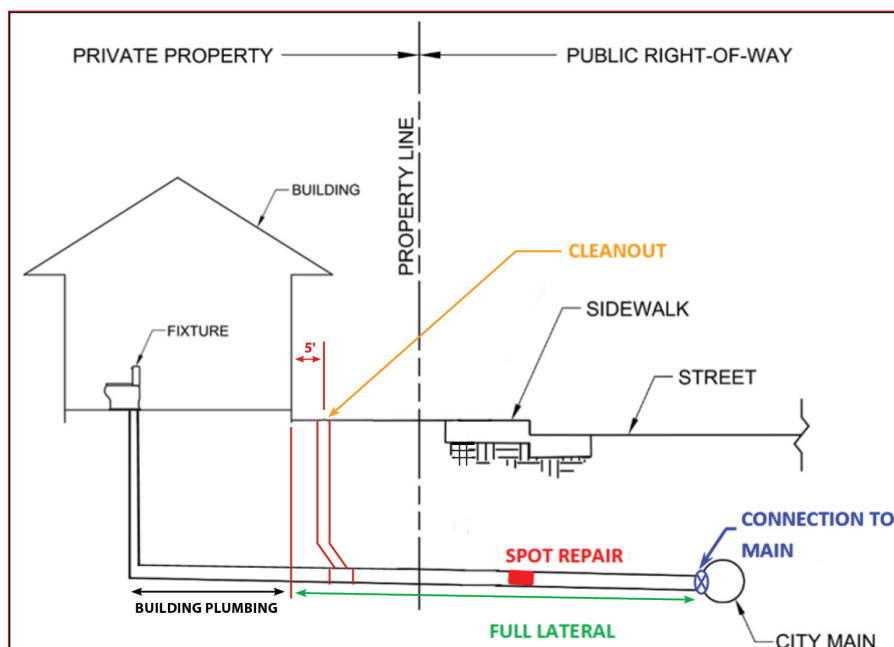 PRIVATE PROPERTY
PUBLIC RIGHT-OF-WAY
PROPERTY LINE
BUILDING
CLEANOUT
SIDEWALK
FIXTURE
5'
STREET
CONNECTION TO
MAIN
SPOT REPAIR
BUILDING PLUMBING
FULL LATERAL
CITY MAIN